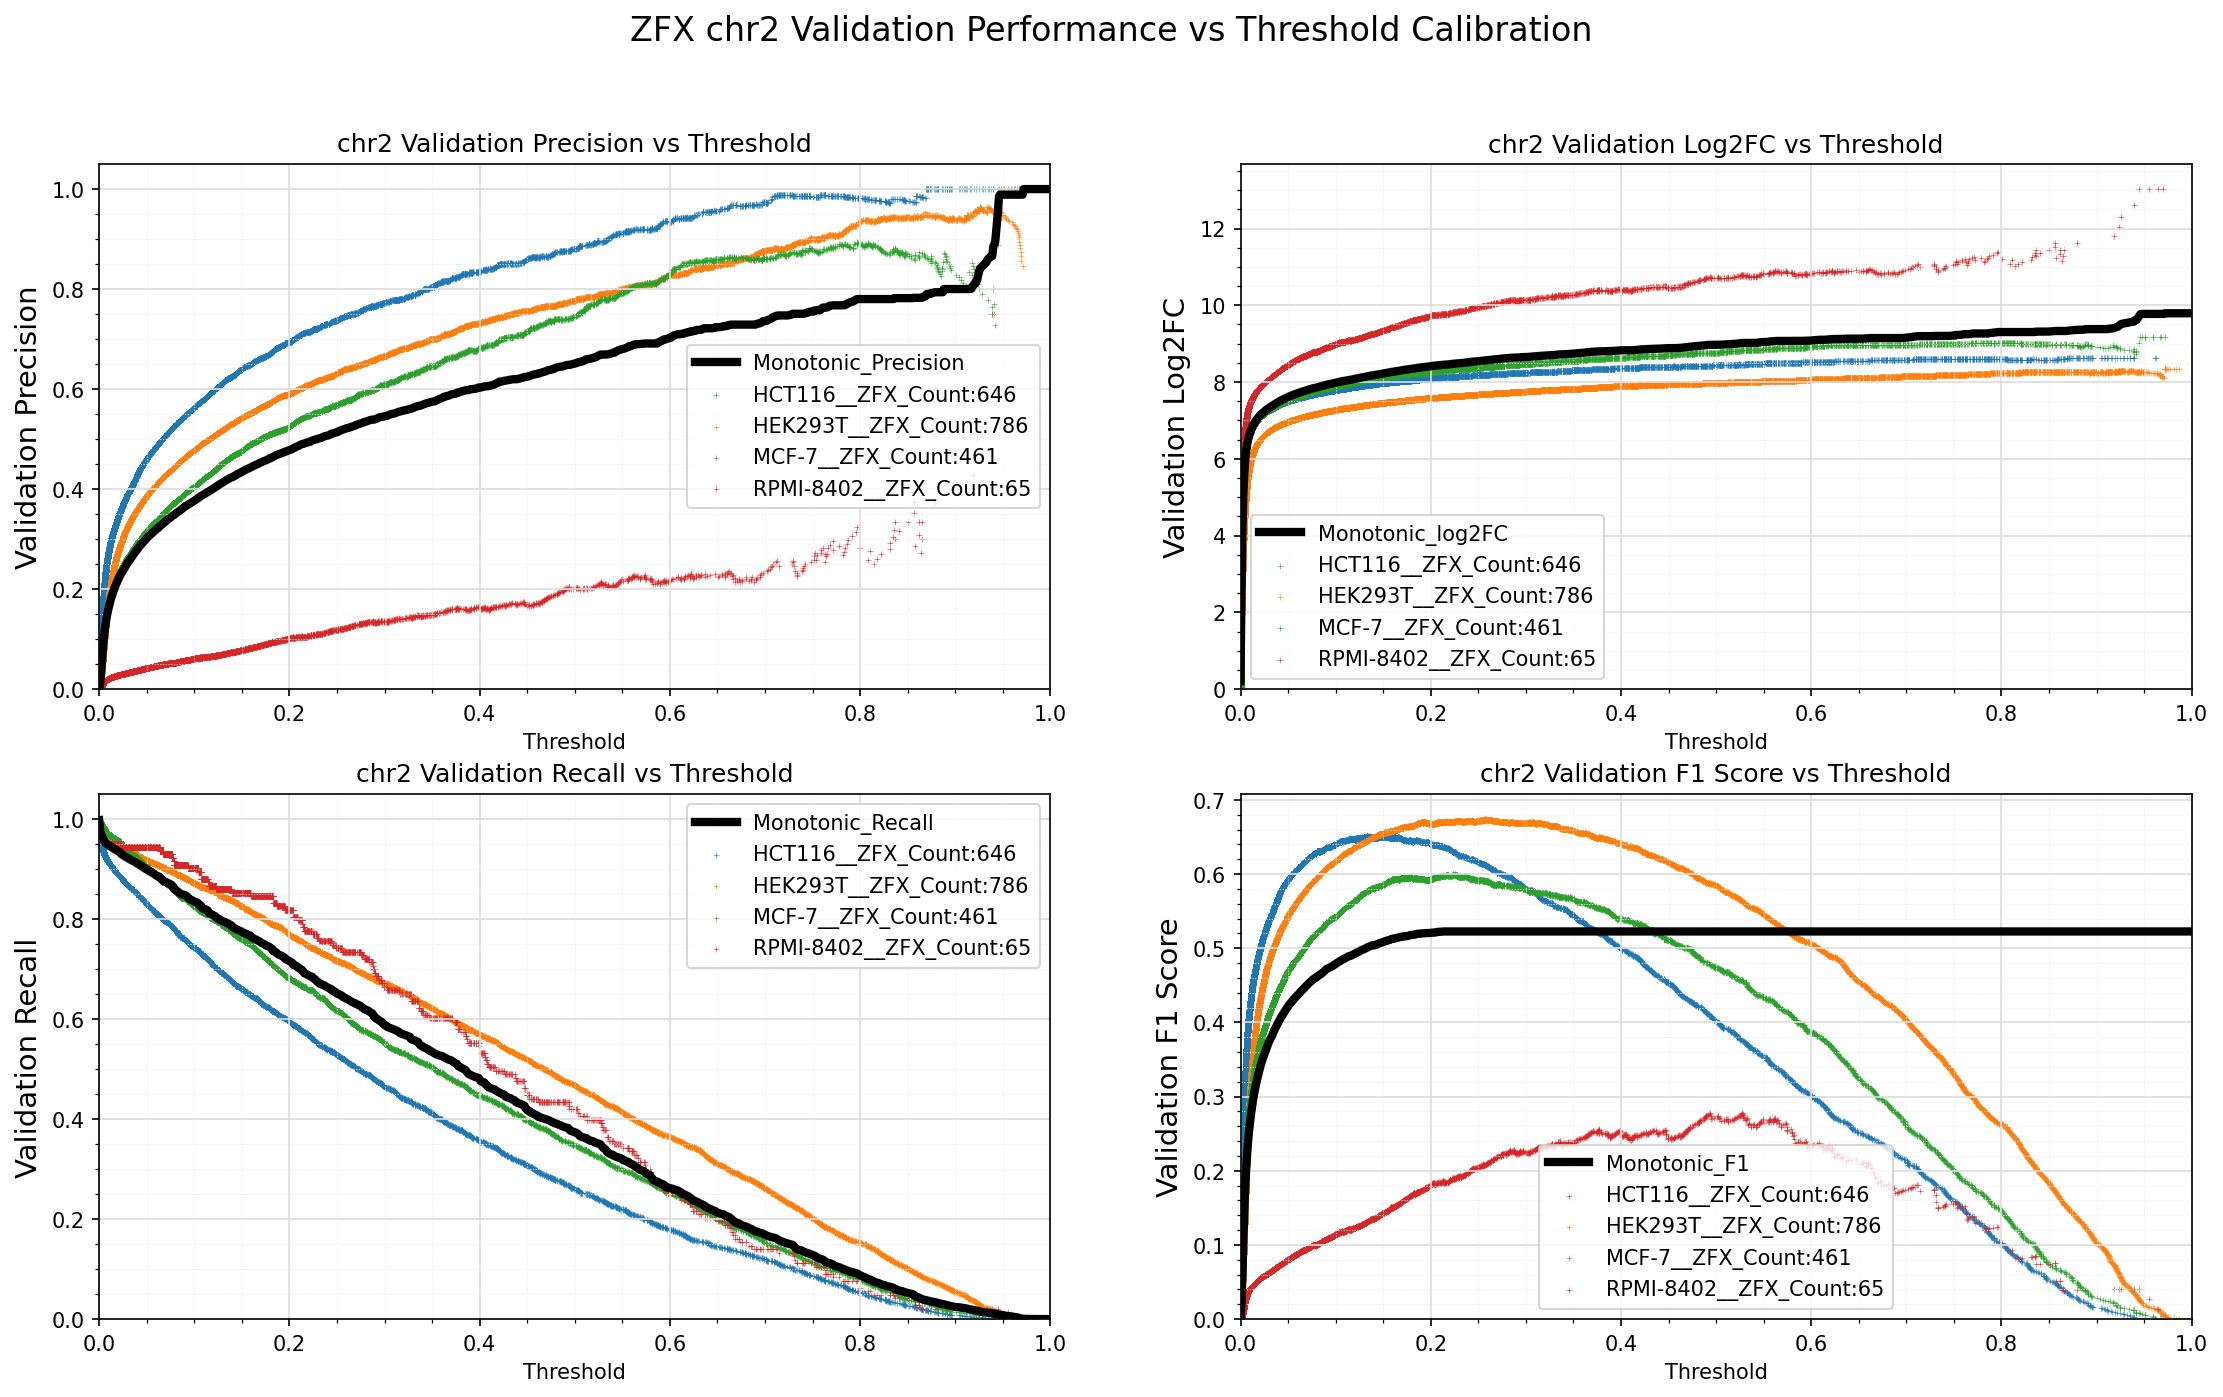 ZFX chr2 Validation Performance vs Threshold Calibration
chr2 Validation Precision vs Threshold
Validation Precision
1.0
0.8
0.6
0.4
0.2
0.0
Monotonic_Precision
HCT116__ZFX_Count:646
HEK293T__ZFX_Count:786
MCF-7__ZFX_Count:461
RPMI-8402__ZFX_Count:65
0.0 0.2 0.4 0.6 0.8 1.0
Threshold
chr2 Validation Log2FC vs Threshold
Validation Log2FC
12
10
8
6
4
2
0
Monotonic_log2FC
HCT116__ZFX_Count:646
HEK293T__ZFX_Count:786
MCF-7__ZFX_Count:461
RPMI-8402__ZFX_Count:65
0.0 0.2 0.4 0.6 0.8 1.0
Threshold
chr2 Validation Recall vs Threshold
Validation Recall
1.0
0.8
0.6
0.4
0.2
0.0
Monotonic_Recall
HCT116__ZFX_Count:646
HEK293T__ZFX_Count:786
MCF-7__ZFX_Count:461
RPMI-8402__ZFX_Count:65
0.0 0.2 0.4 0.6 0.8 1.0
Threshold
chr2 Validation F1 Score vs Threshold
Validation F1 Score
0.7
0.6
0.5
0.4
0.3
0.2
0.1
0.0
Monotonic_F1
HCT116__ZFX_Count:646
HEK293T__ZFX_Count:786
MCF-7__ZFX_Count:461
RPMI-8402__ZFX_Count:65
0.0 0.2 0.4 0.6 0.8 1.0
Threshold